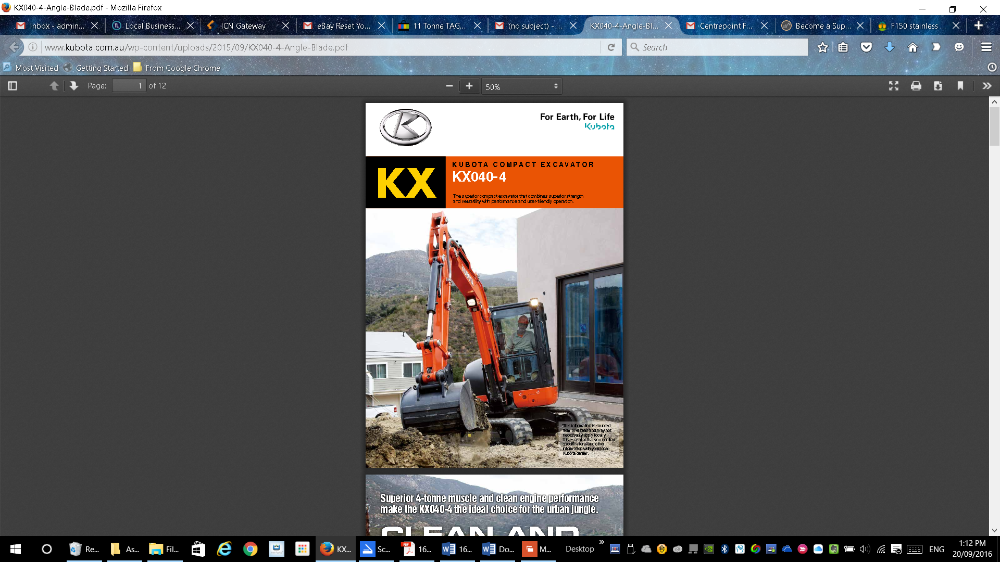 KX040-4-Angle-Blade.pdf - Mozilla Firefox
Inbox - admin...
Local Business...
ICN Gateway
eBay Reset Yo...
11 Tonne TAG...
(no subject) - ...
KX040-4-Angle-Bl...
Centrepoint F...
Become a Sup...
F150 stainless ...
www.kubota.com.au/wp-content/uploads/2015/09/KX040-4-Angle-Blade.pdf
Search
Most Visited
Getting Started
From Google Chrome
Page:
1
of 12
50%
For Earth, For Life
Kubota
KX
KUBOTA COMPACT EXCAVATOR
KX040-4
The superior compact excavator that combines superior strength
and versatility with performance and user-friendly operation.
KUBOTA
*This information is sourced
from overseas and may not
necessarily apply locally.
It is essential that you confirm
specifications and other
information with your local
Kubota dealer.
Superior 4-tonne muscle and clean engine performance
make the KX040-4 the ideal choice for the urban jungle.
CLEAN AND
Re...
As...
Fil...
KX...
Sc...
16...
16...
Do...
M...
Desktop
ENG
1:12 PM
20/09/2016